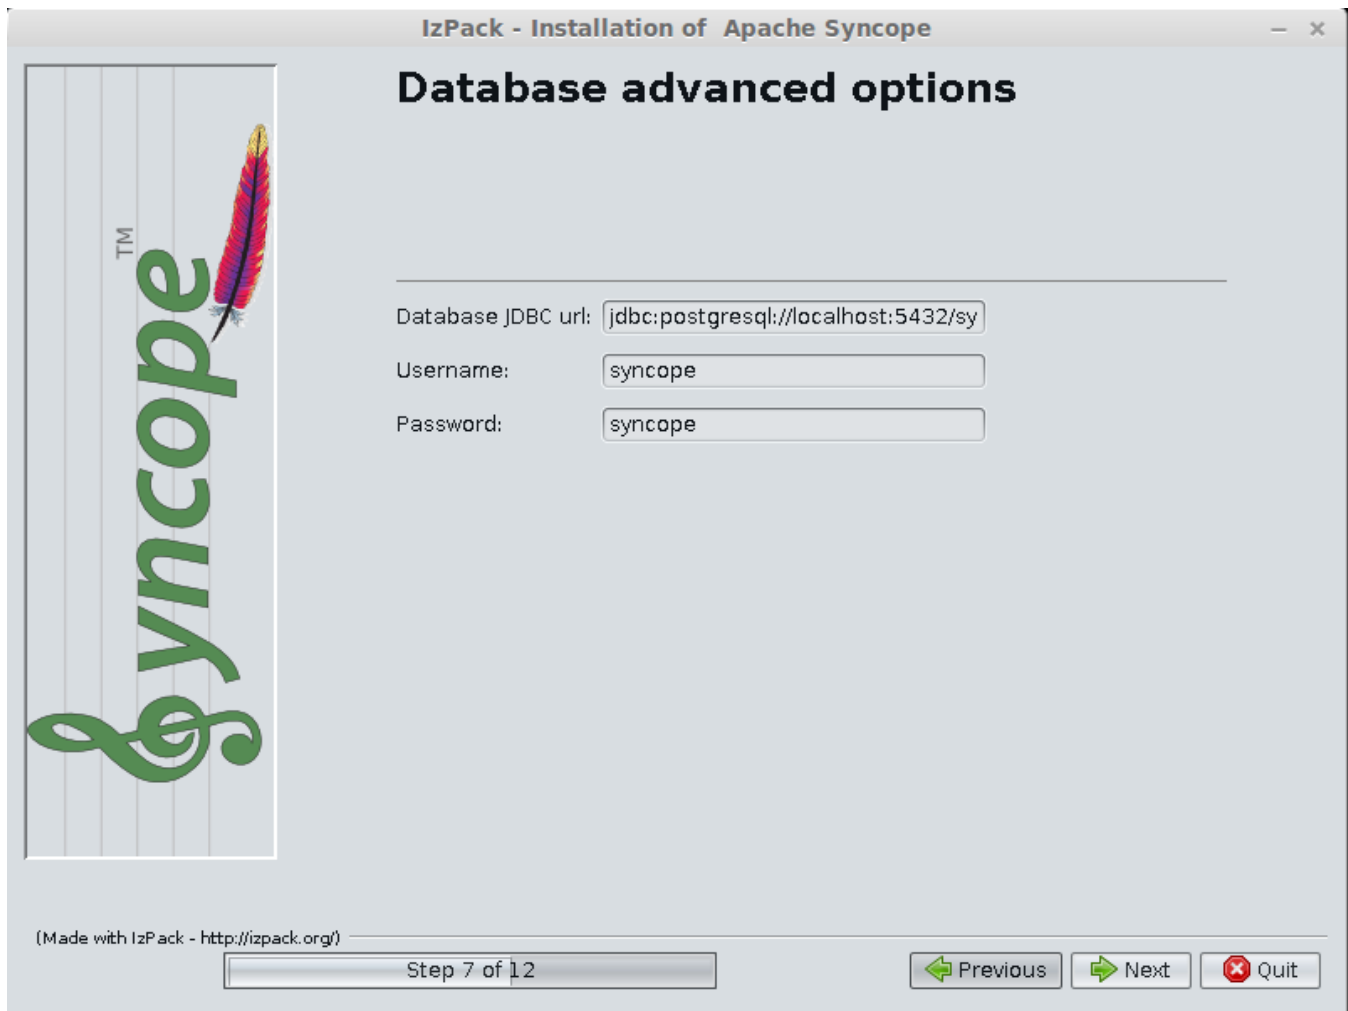 IzPack - Installation of Apache Syncope
Database advanced options
TM
Syncope
Database JDBC url: jdbc:postgresql://localhost:5432/sy
Username: syncope
Password: syncope
(Made with IzPack - http://izpack.org/)
Step 7 of 12
Previous Next Quit